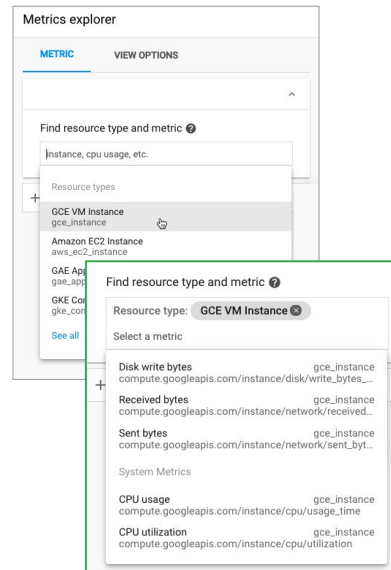 Metrics explorer
METRIC VIEW OPTIONS
Find resource type and metric ?
Instance, cpu usage, etc.
Resource types
GCE VM Instance
gce_instance
Amazon EC2 Instance
aws_ec2_instance
GAE App
gae_app
GKE Con
gke_con
See all
Find resource type and metric ?
Resource type: GCE VM Instance
Select a metric
Disk write bytes gce_instance
compute.googleapis.com/instance/disk/write_bytes_...
Received bytes gce_instance
compute.googleapis.com/instance/network/received...
Sent bytes gce_instance
compute.googleapis.com/instance/network/sent_byt...
System Metrics
CPU usage gce_instance
compute.googleapis.com/instance/cpu/usage_time
CPU utilization gce_instance
compute.googleapis.com/instance/cpu/utilization